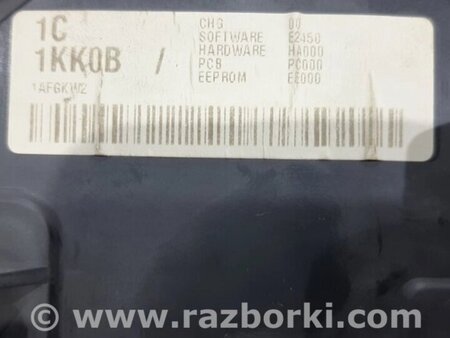 1C
1KK0B /
1AFGKW2
CHG 00
SOFTWARE E2450
HARDWARE HA000
PCB PC000
EEPROM EE000
www.razborki.com